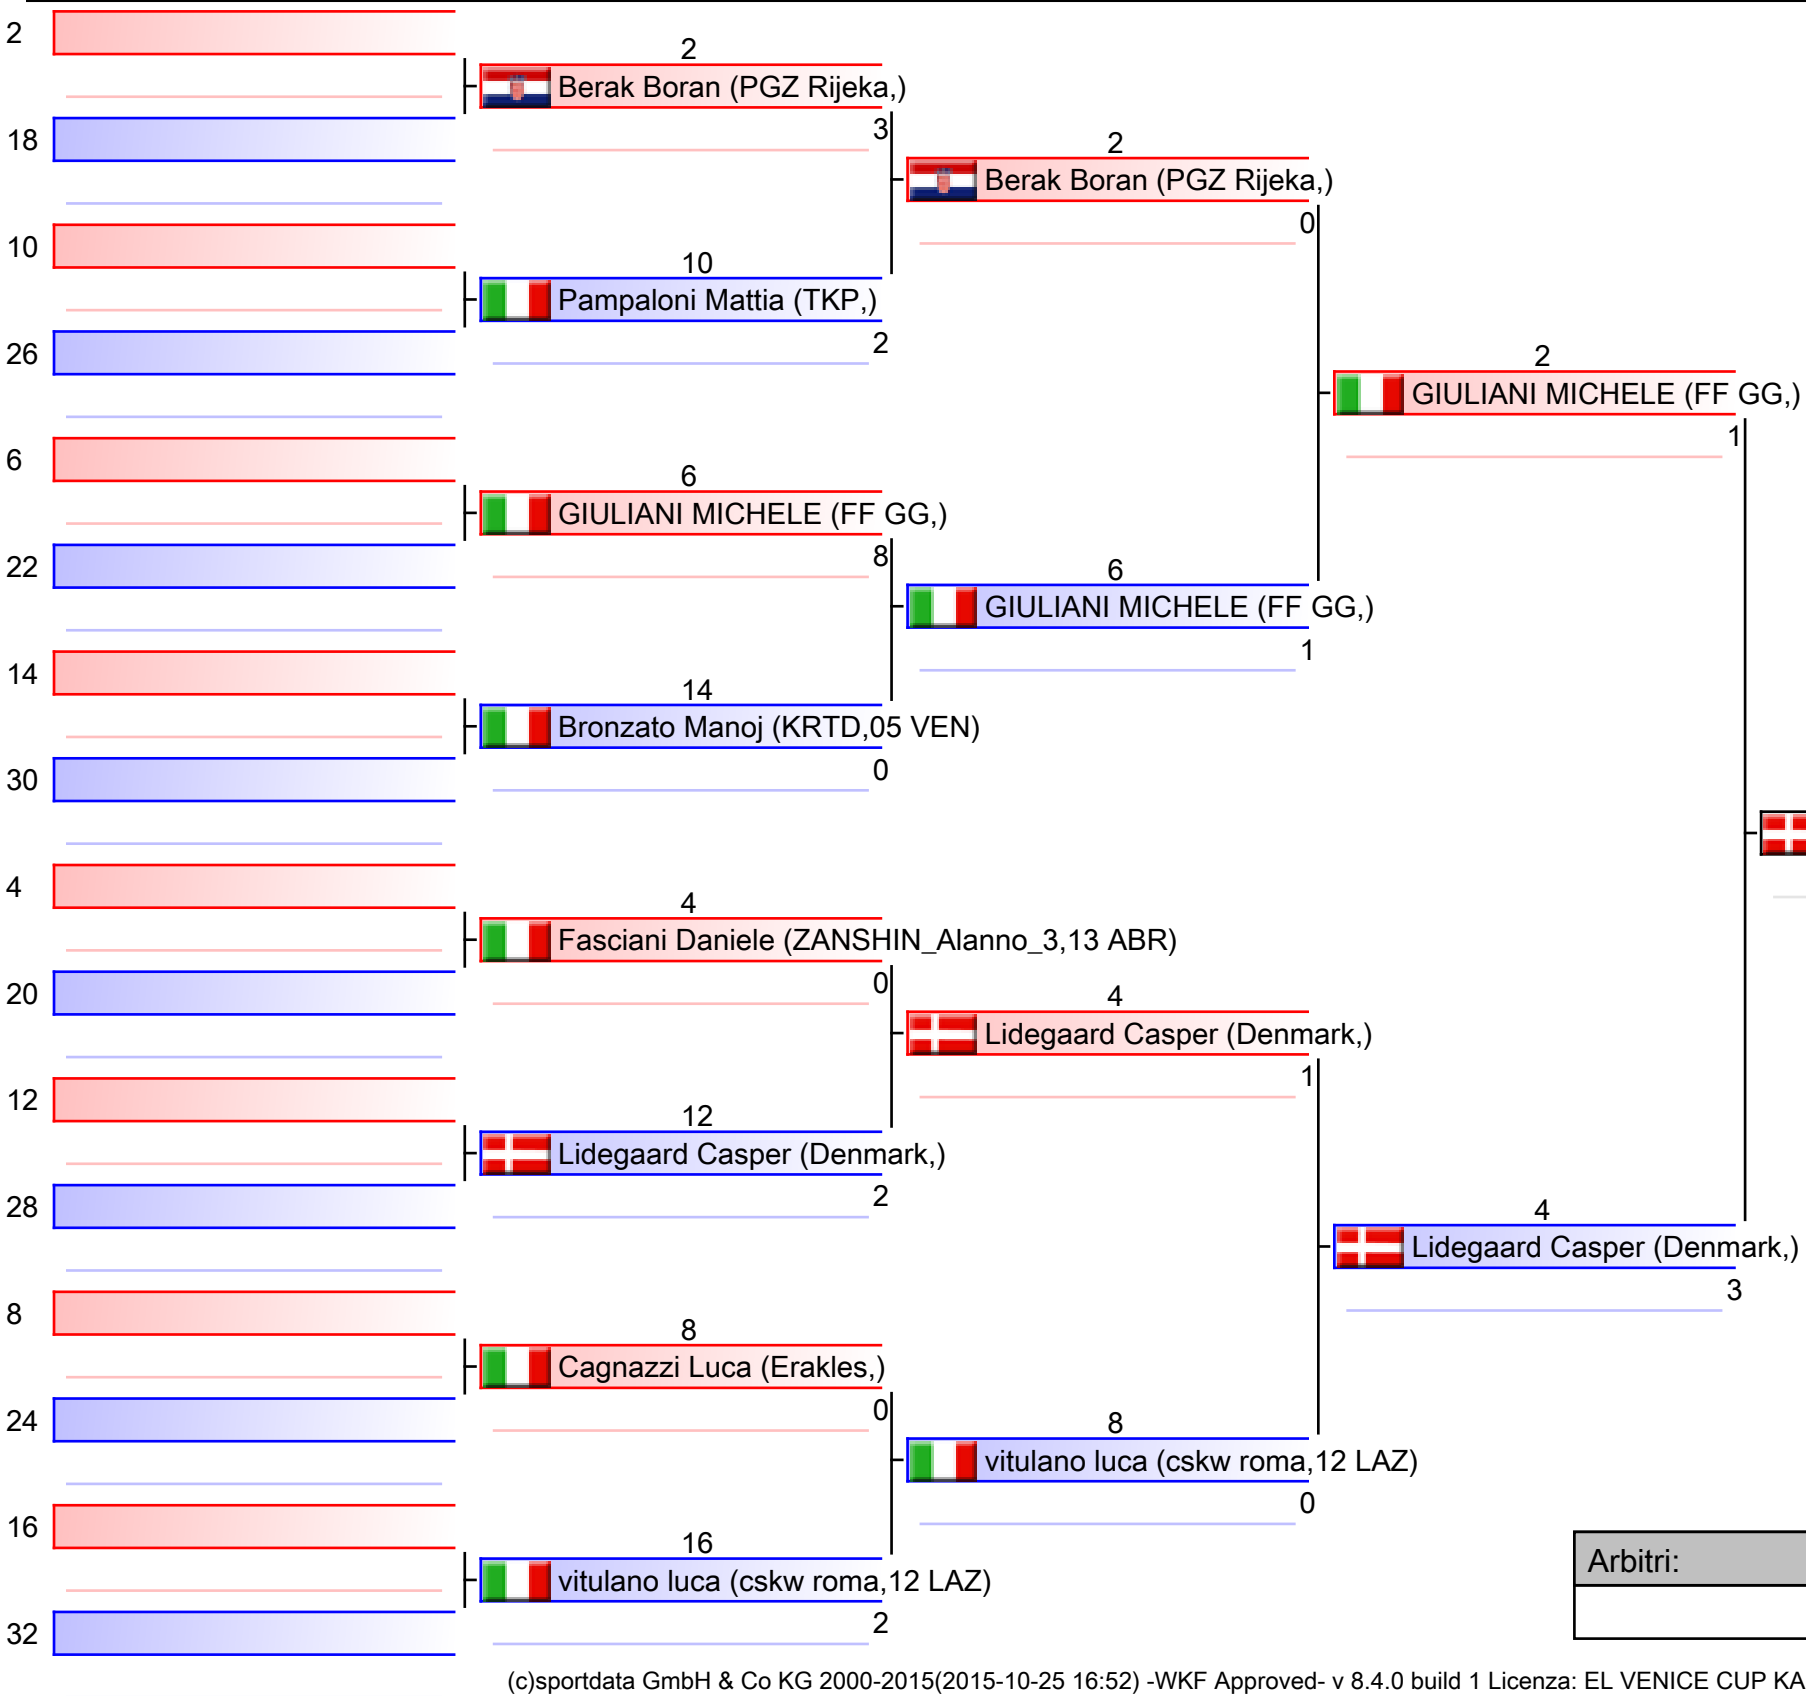 2
18
10
26
6
22
14
30
4
20
12
28
8
24
16
32
2
Berak Boran (PGZ Rijeka,)
3
10
Pampaloni Mattia (TKP,)
2
6
GIULIANI MICHELE (FF GG,)
8
14
Bronzato Manoj (KRTD,05 VEN)
0
4
Fasciani Daniele (ZANSHIN_Alanno_3,13 ABR)
0
12
Lidegaard Casper (Denmark,)
2
8
Cagnazzi Luca (Erakles,)
0
16
vitulano luca (cskw roma,12 LAZ)
2
2
Berak Boran (PGZ Rijeka,)
0
6
GIULIANI MICHELE (FF GG,)
1
4
Lidegaard Casper (Denmark,)
1
8
vitulano luca (cskw roma,12 LAZ)
0
2
GIULIANI MICHELE (FF GG,)
1
4
Lidegaard Casper (Denmark,)
3
Arbitri:
(c)sportdata GmbH & Co KG 2000-2015(2015-10-25 16:52) -WKF Approved- v 8.4.0 build 1 Licenza: EL VENICE CUP KA